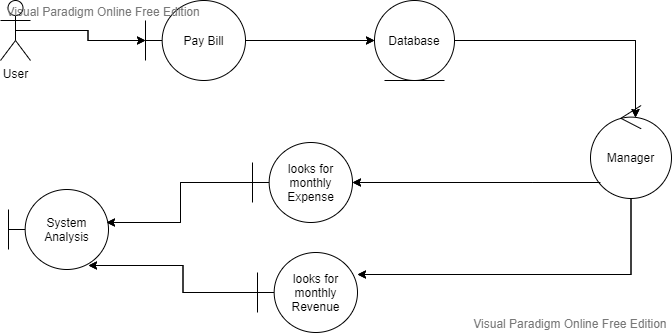 Visual Paradigm Online Free Edition
User
Pay Bill
Database
Manager
looks for
monthly
Expense
System
Analysis
looks for
monthly
Revenue
Visual Paradigm Online Free Edition